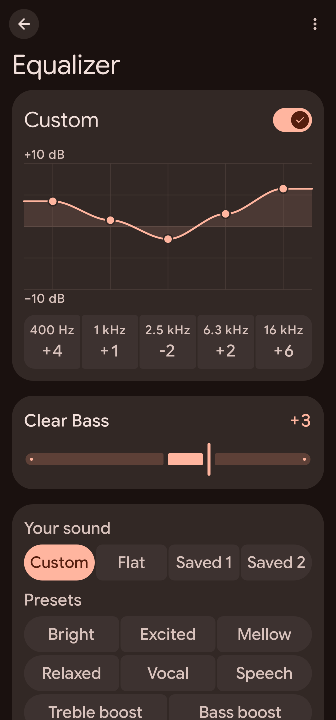 Equalizer
Custom
+10 dB
−10 dB
400 Hz 1 kHz 2.5 kHz 6.3 kHz 16 kHz
+4 +1 -2 +2 +6
Clear Bass +3
Your sound
Custom Flat Saved 1 Saved 2
Presets
Bright Excited Mellow
Relaxed Vocal Speech
Treble boost Bass boost